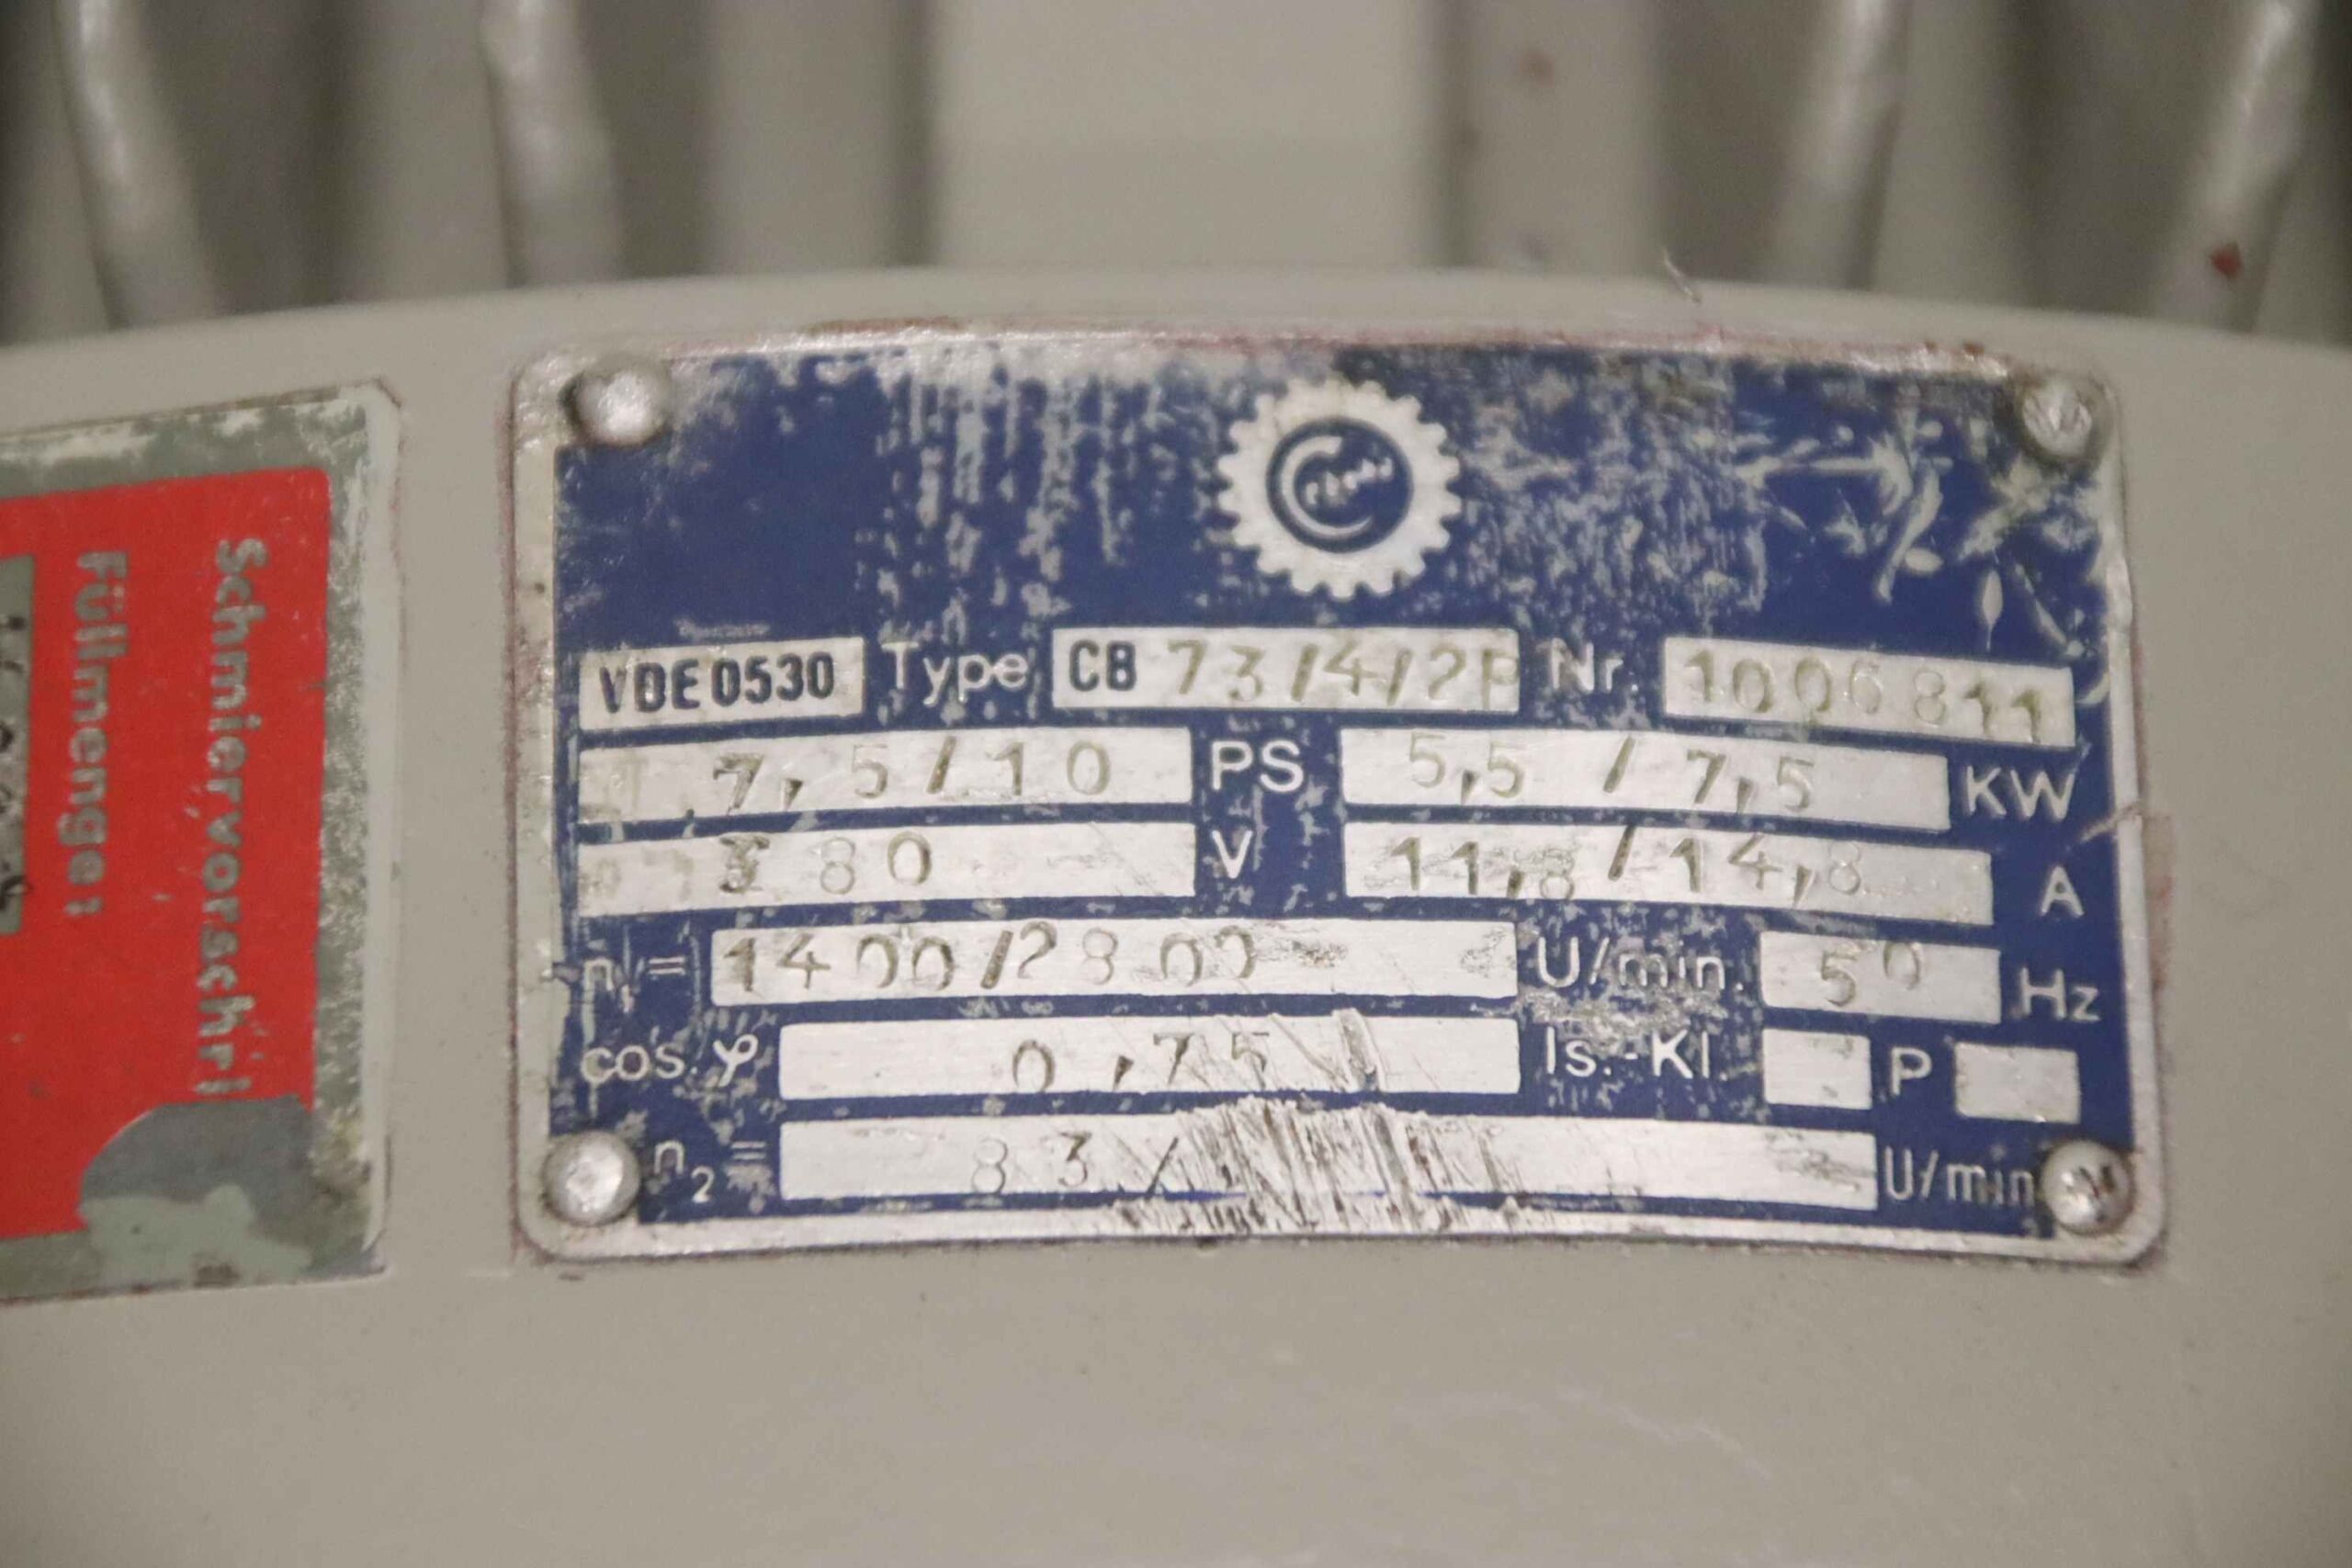 Schmiervorschri
Füllmenge:
VDE 0530 Type CB 73/4/2P Nr. 1006811
7,5/10 PS 5,5 / 7,5 KW
380 V 11,8/14,8 A
n₁= 1400/2800 U/min. 50 Hz
cos. φ 0,75 Is.-Kl. P
n₂= 83/ U/min